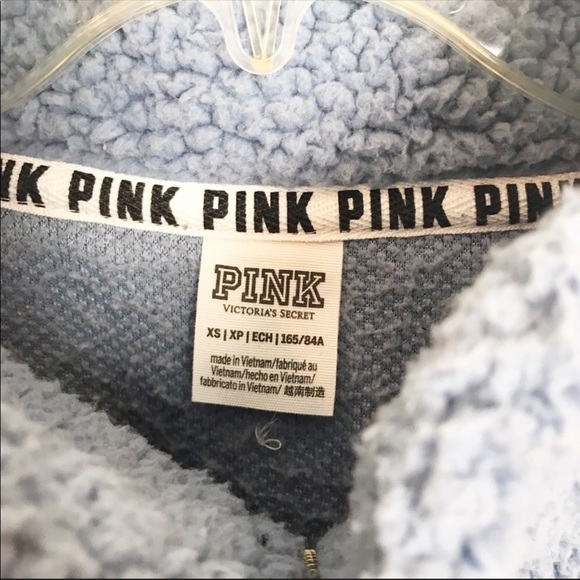 NK PINK PINK PINK PINK
PINK
VICTORIA'S SECRET
XS | XP | ECH | 165/84A
made in Vietnam/fabriqué au
Vietnam/hecho en Vietnam/
fabbricato in Vietnam/ 越南制造